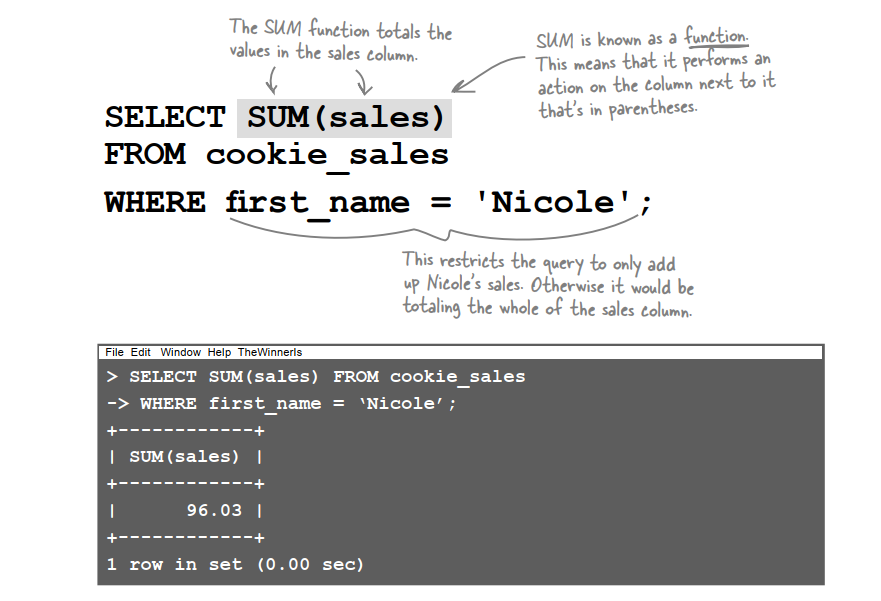 The SUM function totals the
values in the sales column.
SUM is known as a function.
This means that it performs an
action on the column next to it
that's in parentheses.
SELECT SUM(sales)
FROM cookie_sales
WHERE first_name = 'Nicole';
This restricts the query to only add
up Nicole's sales. Otherwise it would be
totaling the whole of the sales column.
File Edit Window Help TheWinnerIs
> SELECT SUM(sales) FROM cookie_sales
-> WHERE first_name = ‘Nicole’;
+------------+
| SUM(sales) |
+------------+
|      96.03 |
+------------+
1 row in set (0.00 sec)